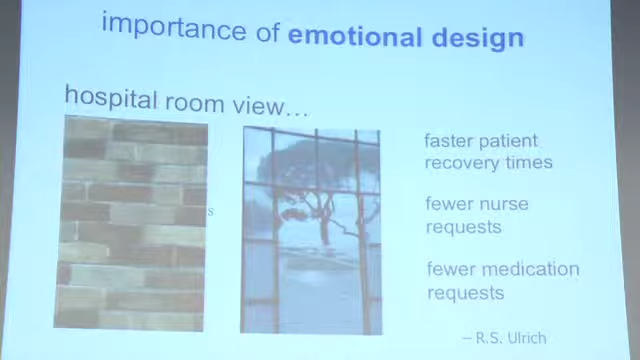 importance of emotional design
hospital room view…
s
faster patient
recovery times
fewer nurse
requests
fewer medication
requests
– R.S. Ulrich